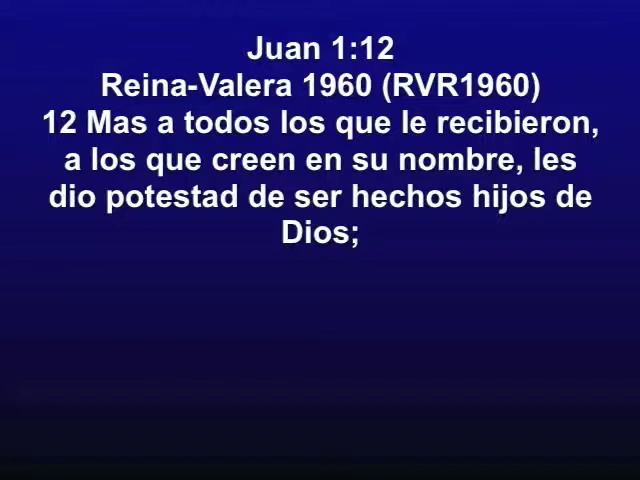 Juan 1:12
Reina-Valera 1960 (RVR1960)
12 Mas a todos los que le recibieron,
a los que creen en su nombre, les
dio potestad de ser hechos hijos de
Dios;